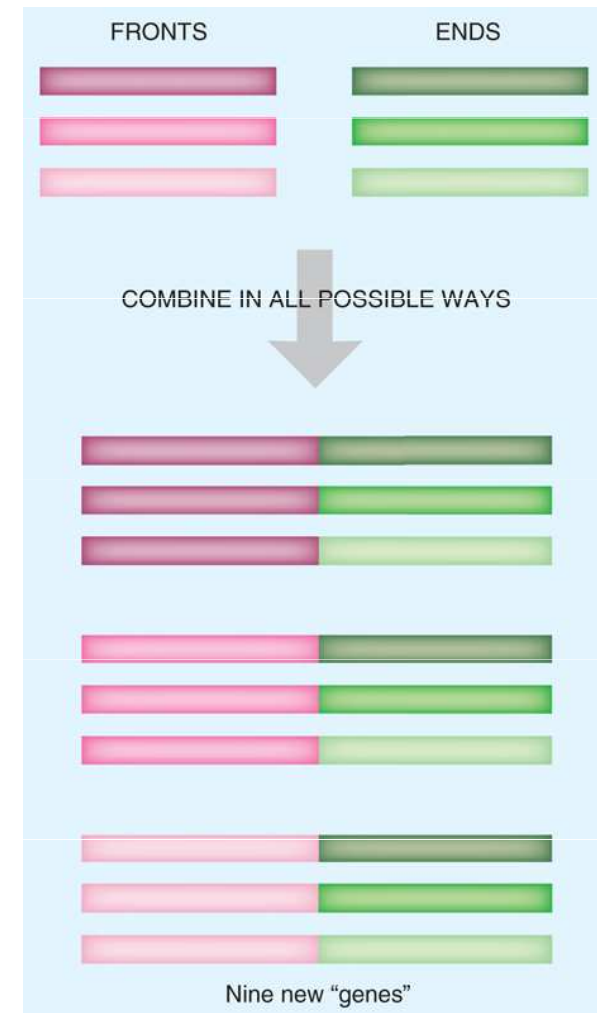 FRONTS ENDS
COMBINE IN ALL POSSIBLE WAYS
Nine new “genes”